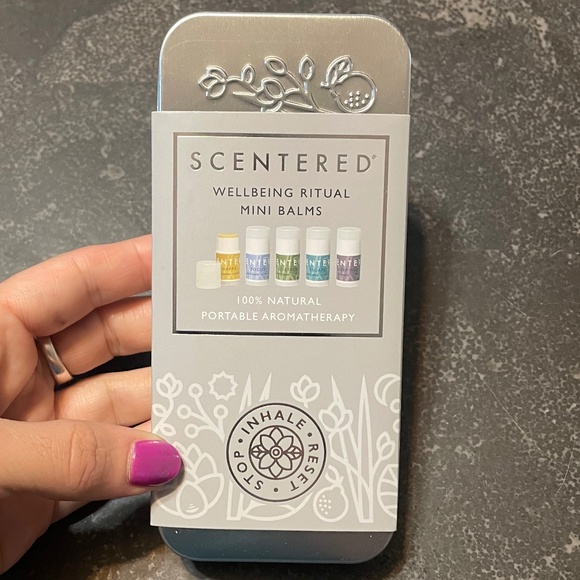 SCENTERED®
WELLBEING RITUAL
MINI BALMS
100% NATURAL
PORTABLE AROMATHERAPY
STOP • INHALE • RESET •